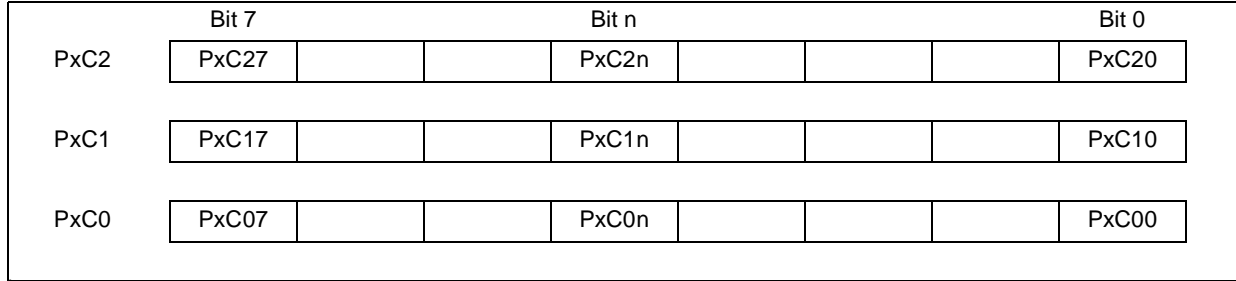 Bit 7 Bit n Bit 0
PxC2 PxC27 PxC2n PxC20
PxC1 PxC17 PxC1n PxC10
PxC0 PxC07 PxC0n PxC00